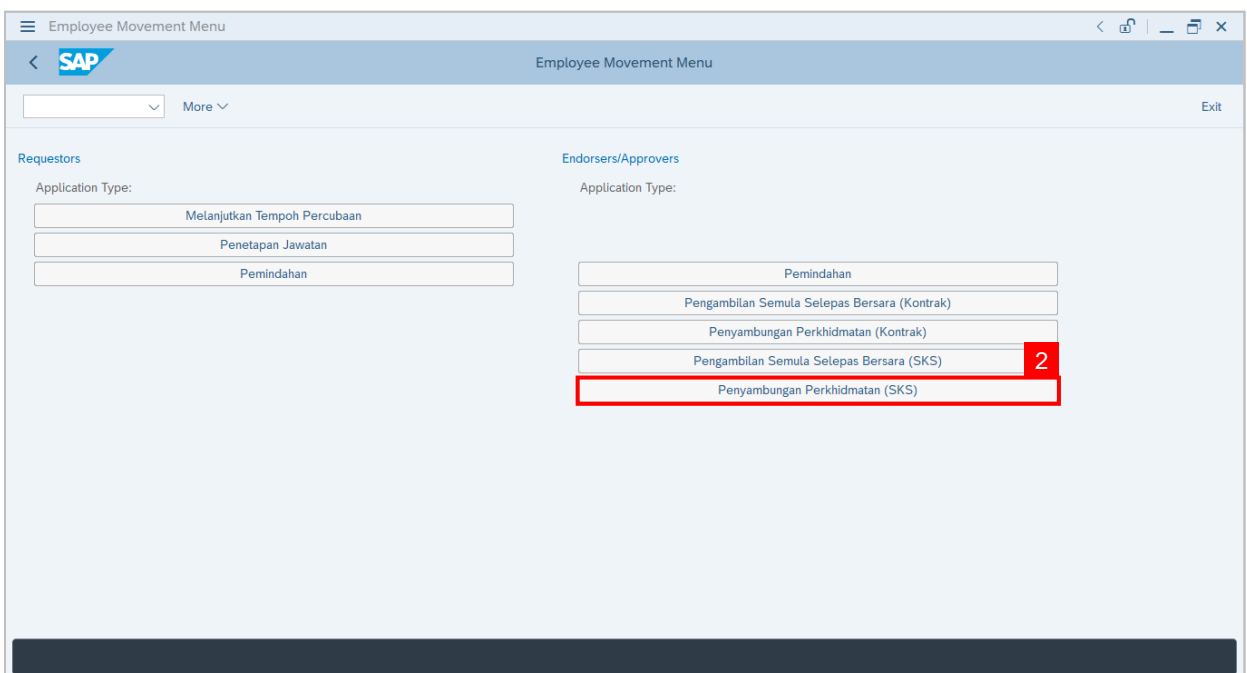 Employee Movement Menu
SAP
Employee Movement Menu
More
Exit
Requestors
Application Type:
Melanjutkan Tempoh Percubaan
Penetapan Jawatan
Pemindahan
Endorsers/Approvers
Application Type:
Pemindahan
Pengambilan Semula Selepas Bersara (Kontrak)
Penyambungan Perkhidmatan (Kontrak)
Pengambilan Semula Selepas Bersara (SKS)
2
Penyambungan Perkhidmatan (SKS)